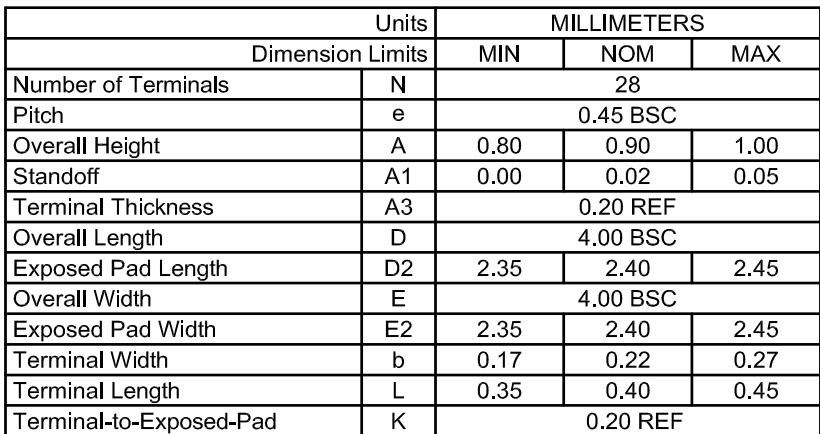 Units MILLIMETERS
Dimension Limits MIN NOM MAX
Number of Terminals N 28
Pitch e 0.45 BSC
Overall Height A 0.80 0.90 1.00
Standoff A1 0.00 0.02 0.05
Terminal Thickness A3 0.20 REF
Overall Length D 4.00 BSC
Exposed Pad Length D2 2.35 2.40 2.45
Overall Width E 4.00 BSC
Exposed Pad Width E2 2.35 2.40 2.45
Terminal Width b 0.17 0.22 0.27
Terminal Length L 0.35 0.40 0.45
Terminal-to-Exposed-Pad K 0.20 REF